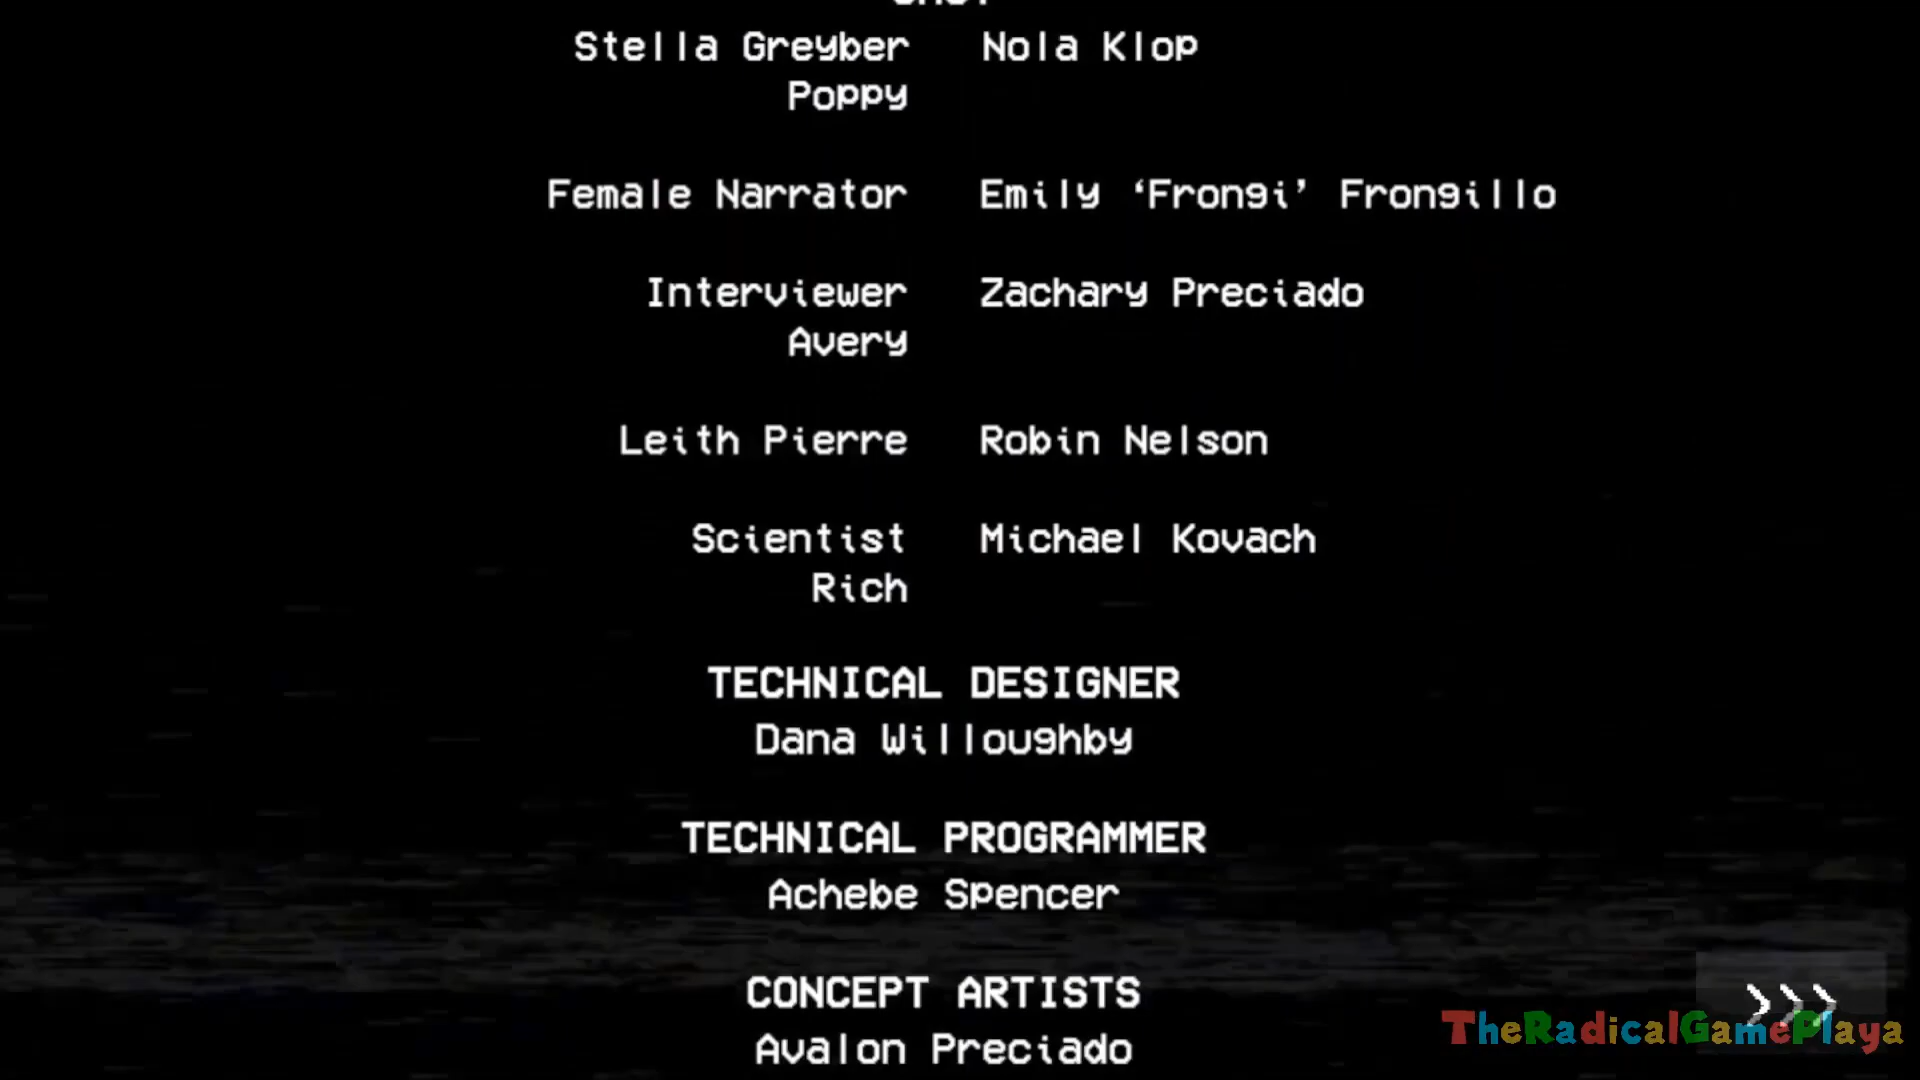 Stella Greyber Nola Klop
Poppy
Female Narrator Emily ‘Frongi’ Frongillo
Interviewer Zachary Preciado
Avery
Leith Pierre Robin Nelson
Scientist Michael Kovach
Rich
TECHNICAL DESIGNER
Dana Willoughby
TECHNICAL PROGRAMMER
Achebe Spencer
CONCEPT ARTISTS
Avalon Preciado
TheRadicalGamePlaya